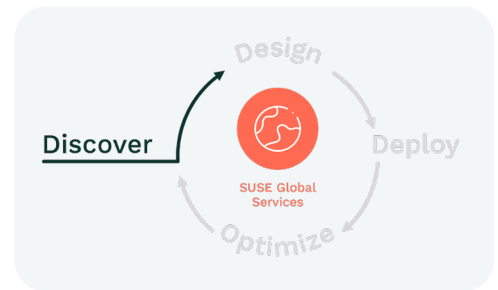 Design
Discover
Deploy
SUSE Global
Services
Optimize